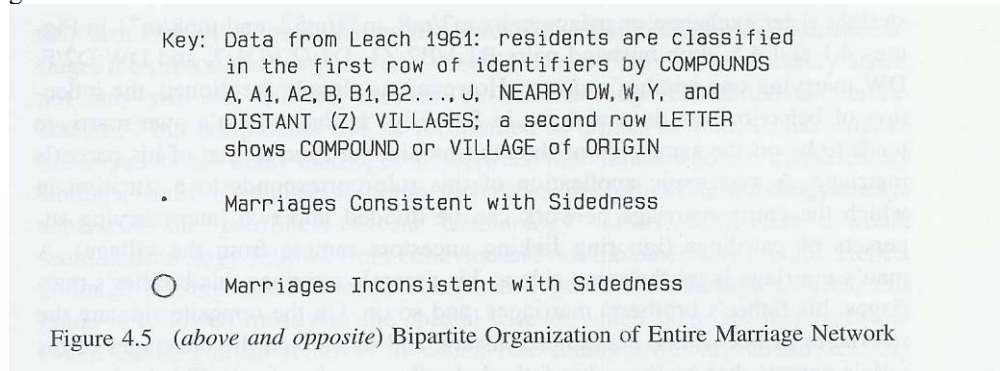 Key: Data from Leach 1961: residents are classified
in the first row of identifiers by COMPOUNDS
A, A1, A2, B, B1, B2..., J, NEARBY DW, W, Y, and
DISTANT (Z) VILLAGES; second row LETTER
shows COMPOUND or VILLAGE of ORIGIN
Marriages Consistent with Sidedness
Marriages Inconsistent with Sidedness
Figure 4.5 (above and opposite) Bipartite Organization of Entire Marriage Network